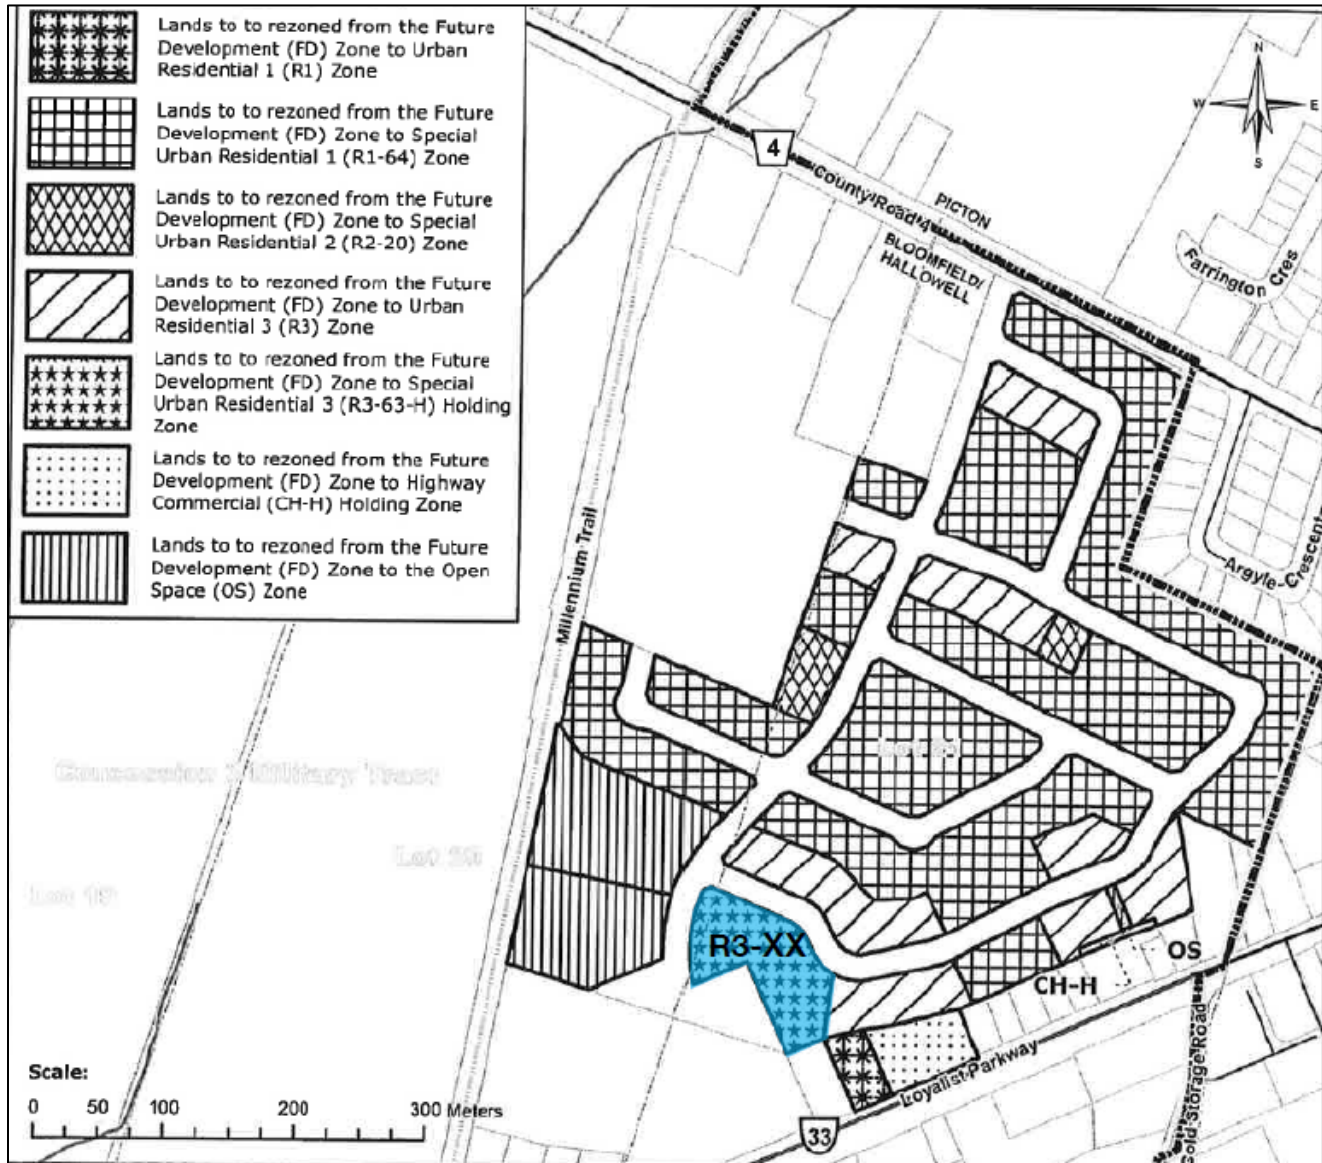 Lands to to rezoned from the Future
Development (FD) Zone to Urban
Residential 1 (R1) Zone
Lands to to rezoned from the Future
Development (FD) Zone to Special
Urban Residential 1 (R1-64) Zone
Lands to to rezoned from the Future
Development (FD) Zone to Special
Urban Residential 2 (R2-20) Zone
Lands to to rezoned from the Future
Development (FD) Zone to Urban
Residential 3 (R3) Zone
Lands to to rezoned from the Future
Development (FD) Zone to Special
Urban Residential 3 (R3-63-H) Holding
Zone
Lands to to rezoned from the Future
Development (FD) Zone to Highway
Commercial (CH-H) Holding Zone
Lands to to rezoned from the Future
Development (FD) Zone to the Open
Space (OS) Zone
N
W E
S
4
County Road 4
PICTON
BLOOMFIELD/
HALLOWELL
Farrington Cres
Argyle Crescent
Millennium Trail
Military Tract
Lot
Lot
R3-XX
OS
CH-H
Loyalist Parkway
33
Cold Storage Road
Scale:
0 50 100 200 300 Meters